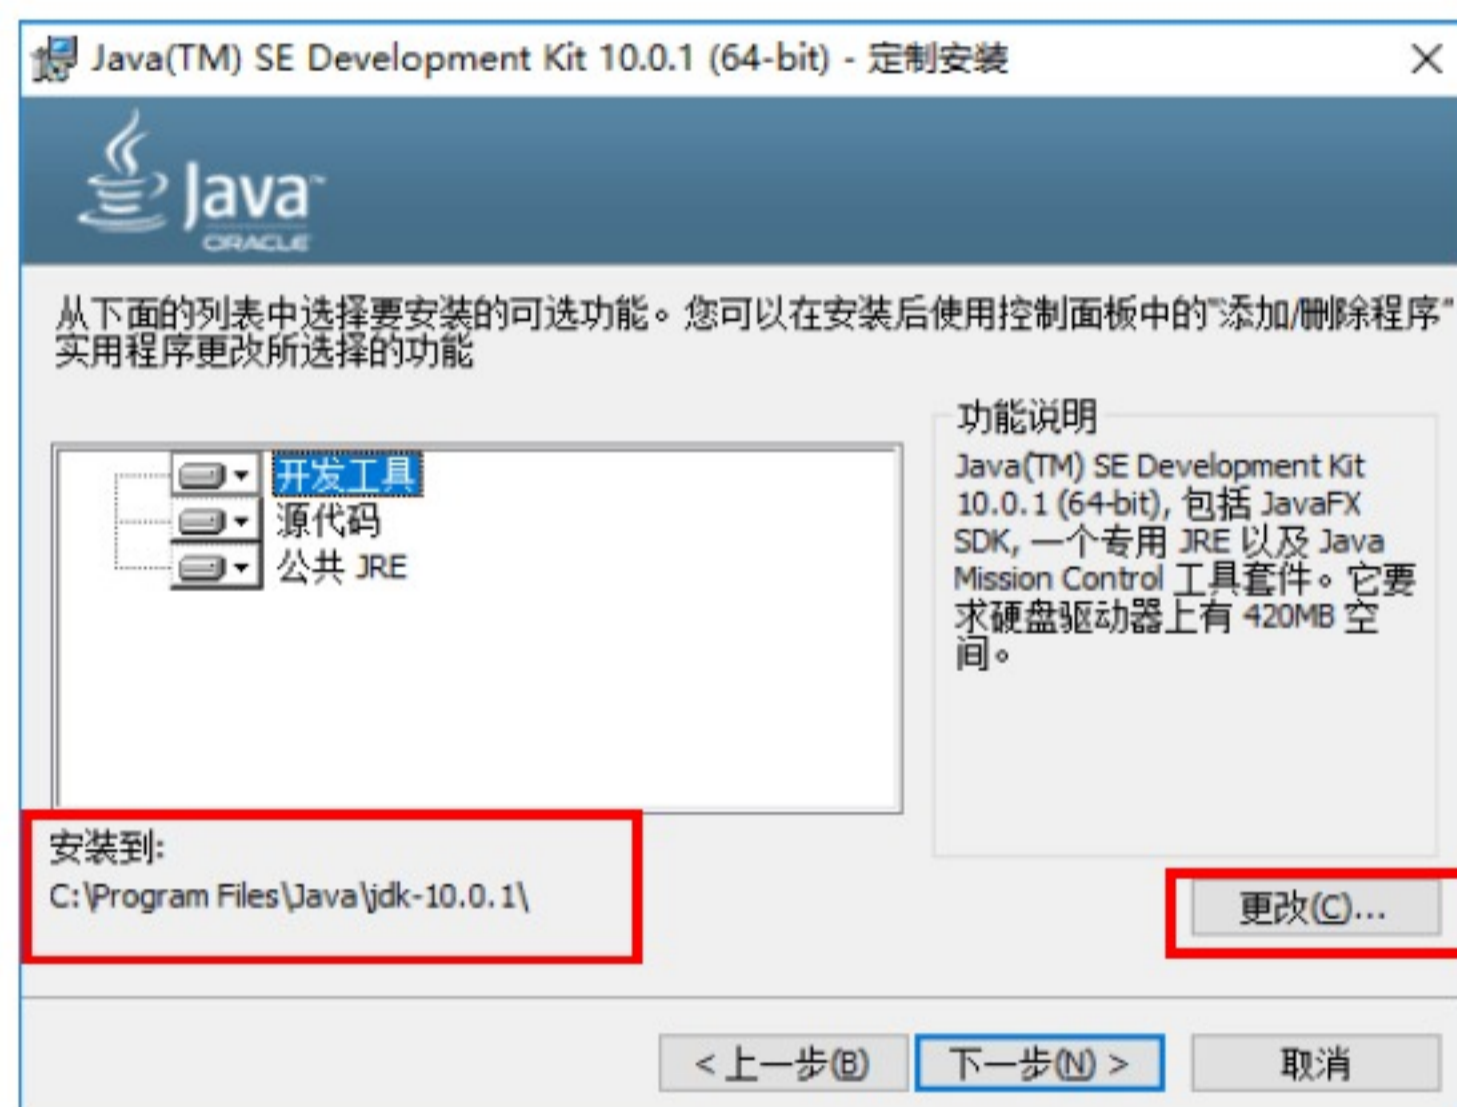 Java(TM) SE Development Kit 10.0.1 (64-bit) - 定制安装
Java™
ORACLE
从下面的列表中选择要安装的可选功能。您可以在安装后使用控制面板中的"添加/删除程序"
实用程序更改所选择的功能
开发工具
源代码
公共 JRE
功能说明
Java(TM) SE Development Kit
10.0.1 (64-bit), 包括 JavaFX
SDK, 一个专用 JRE 以及 Java
Mission Control 工具套件。它要
求硬盘驱动器上有 420MB 空
间。
安装到:
C:\Program Files\Java\jdk-10.0.1\
更改(C)...
< 上一步(B)
下一步(N) >
取消